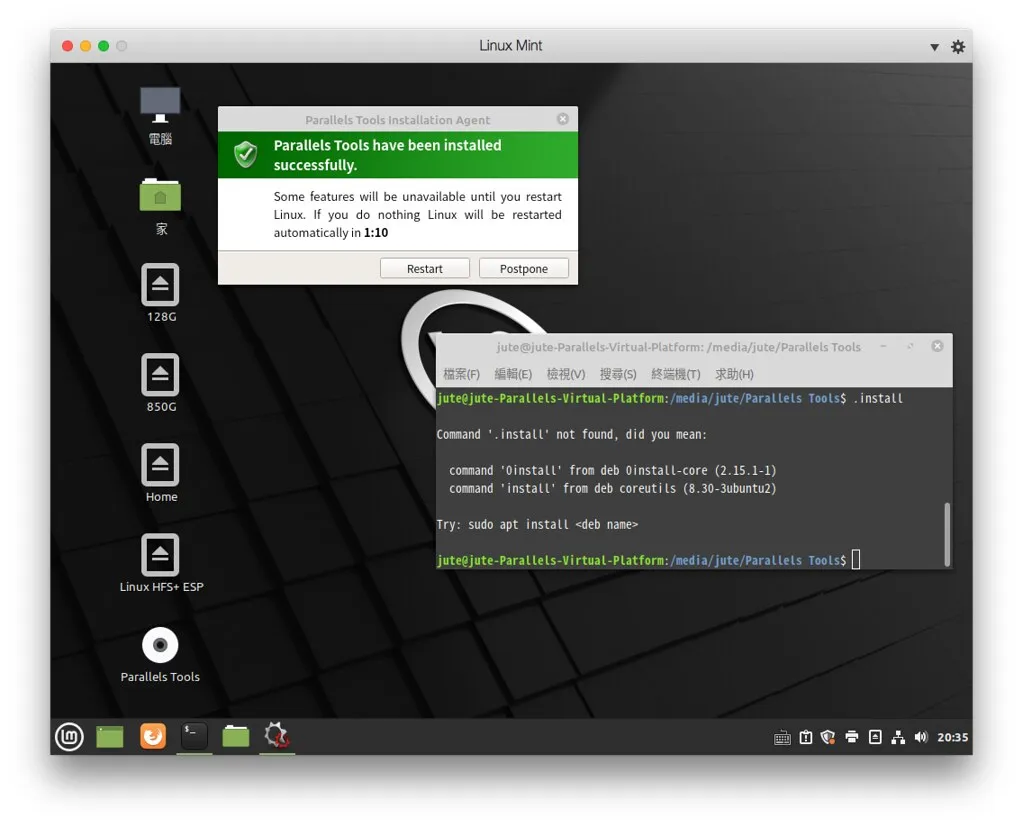 Linux Mint
電腦
家
128G
850G
Home
Linux HFS+ ESP
Parallels Tools
Parallels Tools Installation Agent
Parallels Tools have been installed
successfully.
Some features will be unavailable until you restart
Linux. If you do nothing Linux will be restarted
automatically in 1:10
Restart
Postpone
jute@jute-Parallels-Virtual-Platform: /media/jute/Parallels Tools
檔案(F) 編輯(E) 檢視(V) 搜尋(S) 終端機(T) 求助(H)
jute@jute-Parallels-Virtual-Platform:/media/jute/Parallels Tools$ .install
Command '.install' not found, did you mean:
command '0install' from deb 0install-core (2.15.1-1)
command 'install' from deb coreutils (8.30-3ubuntu2)
Try: sudo apt install <deb name>
jute@jute-Parallels-Virtual-Platform:/media/jute/Parallels Tools$
$_
20:35